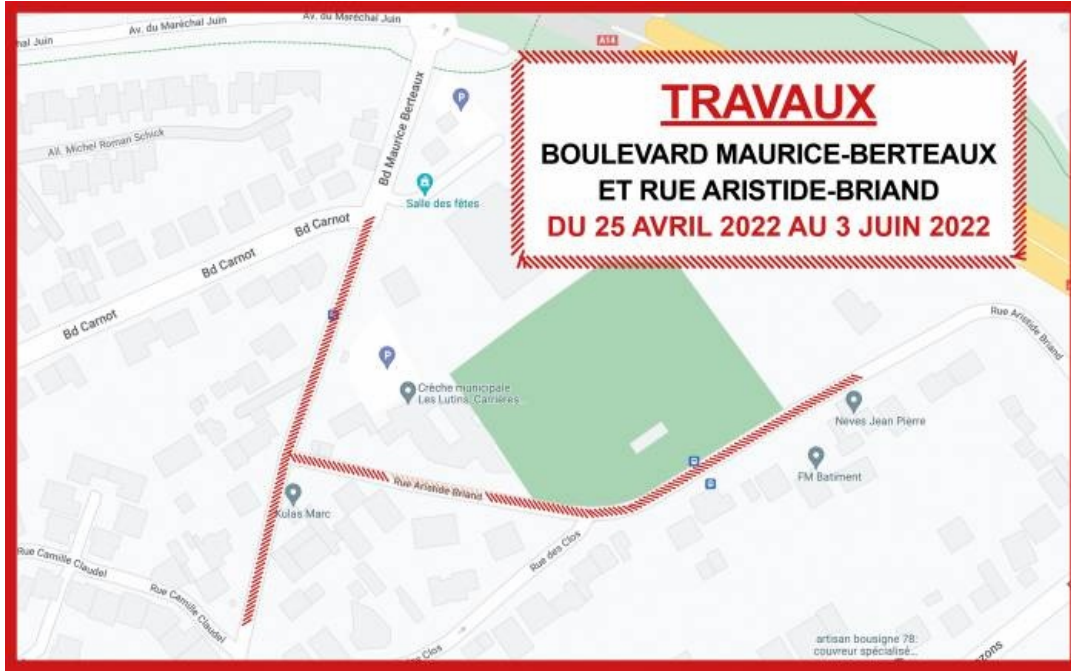 hal Juin
Av. du Maréchal Juin
Av. du Maréchal Juin
A14
TRAVAUX
BOULEVARD MAURICE-BERTEAUX
ET RUE ARISTIDE-BRIAND
DU 25 AVRIL 2022 AU 3 JUIN 2022
Bd Maurice Berteaux
P
All. Michel Roman Schick
Salle des fêtes
Bd Carnot
Bd Carnot
Bd Carnot
Rue Aristide Briand
P
Crèche municipale
Les Lutins, Carrières...
Neves Jean Pierre
FM Batiment
Rue Aristide Briand
Kulas Marc
Rue des Clos
Rue Camille Claudel
Rue Camille Claudel
des Clos
artisan bousigne 78:
couvreur spécialisé...
zons